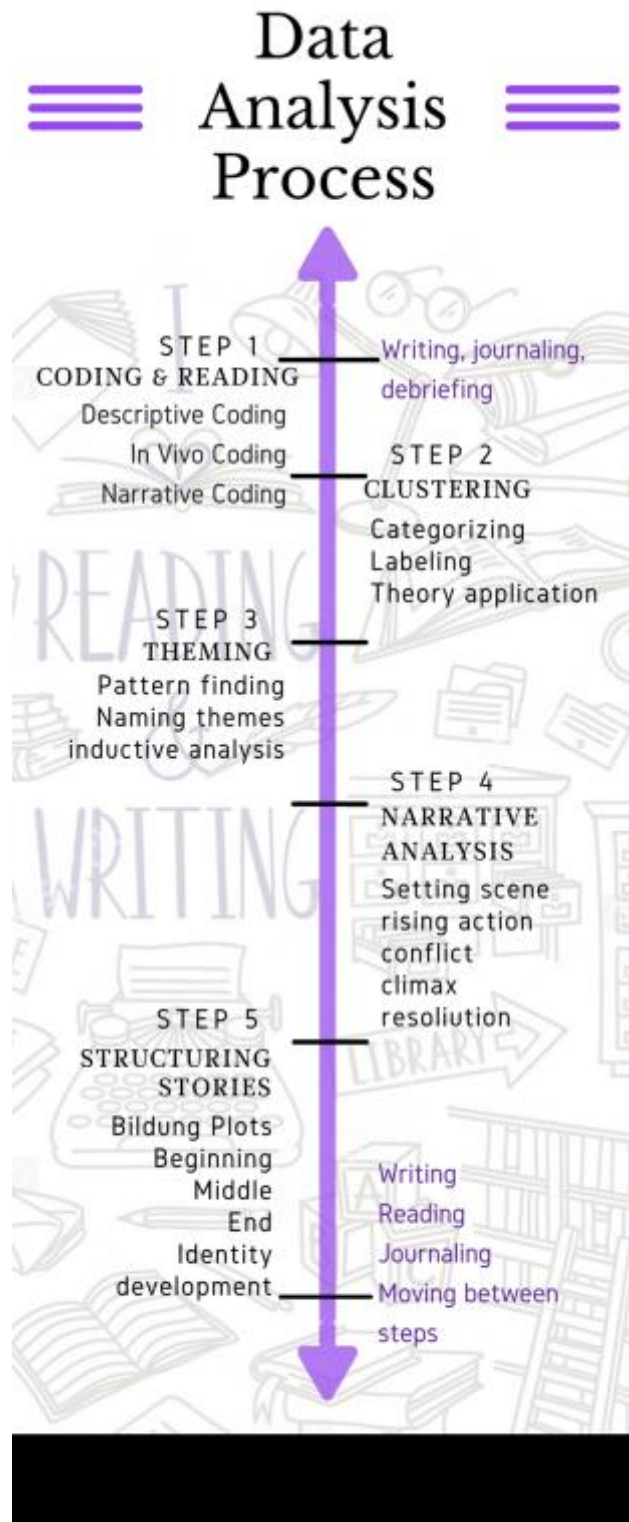 Data
Analysis
Process
STEP 1
CODING & READING
Descriptive Coding
In Vivo Coding
Narrative Coding
Writing, journaling,
debriefing
STEP 2
CLUSTERING
Categorizing
Labeling
Theory application
STEP 3
THEMING
Pattern finding
Naming themes
inductive analysis
STEP 4
NARRATIVE
ANALYSIS
Setting scene
rising action
conflict
climax
resoliution
STEP 5
STRUCTURING
STORIES
Bildung Plots
Beginning
Middle
End
Identity
development
Writing
Reading
Journaling
Moving between
steps
I
READING
&
WRITING
LIBRARY
A
B